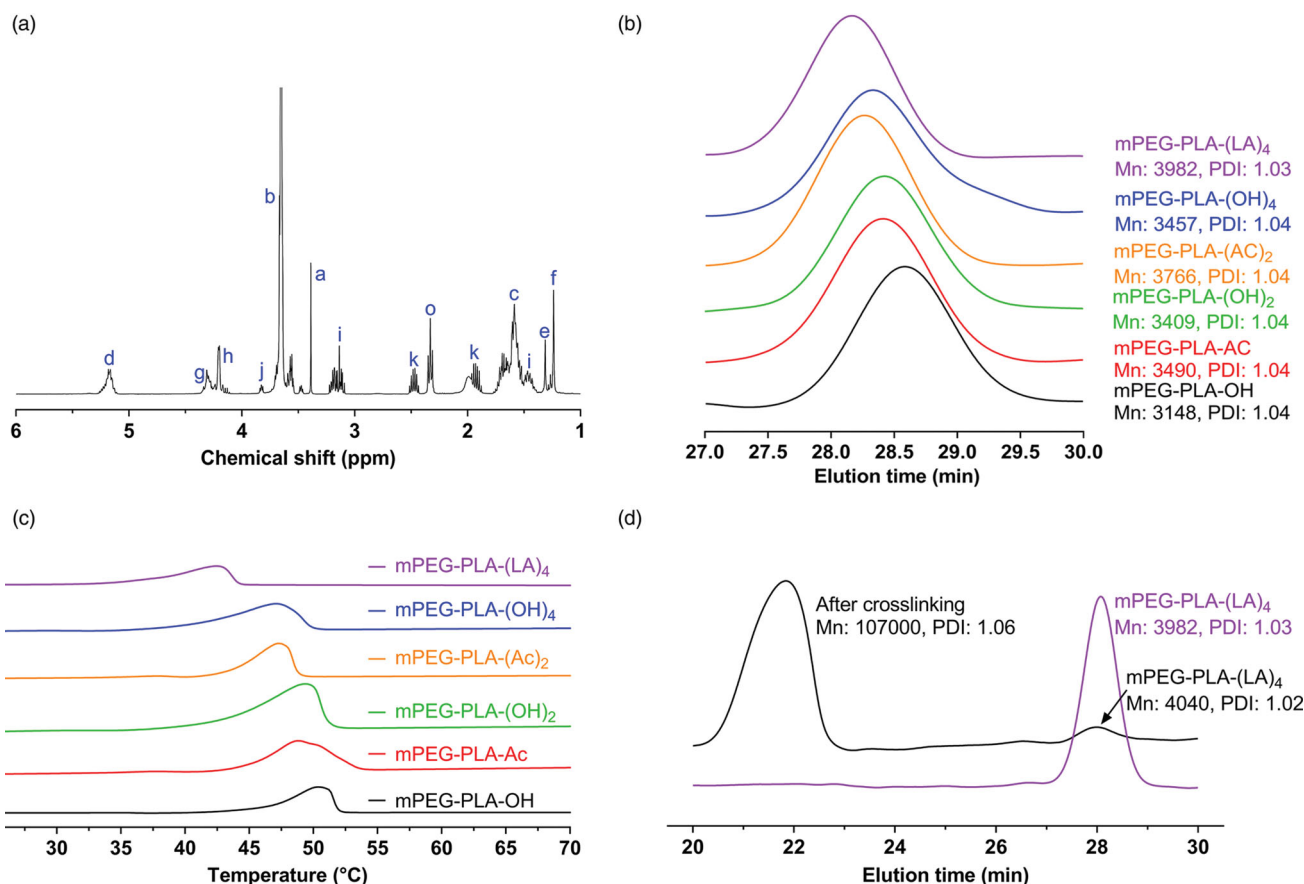 (a)
b
a
f
c
o
i
e
d
h
g
j
k
k
i
6 5 4 3 2 1
Chemical shift (ppm)
(b)
mPEG-PLA-(LA)₄
Mn: 3982, PDI: 1.03
mPEG-PLA-(OH)₄
Mn: 3457, PDI: 1.04
mPEG-PLA-(AC)₂
Mn: 3766, PDI: 1.04
mPEG-PLA-(OH)₂
Mn: 3409, PDI: 1.04
mPEG-PLA-AC
Mn: 3490, PDI: 1.04
mPEG-PLA-OH
Mn: 3148, PDI: 1.04
27.0 27.5 28.0 28.5 29.0 29.5 30.0
Elution time (min)
(c)
mPEG-PLA-(LA)₄
mPEG-PLA-(OH)₄
mPEG-PLA-(Ac)₂
mPEG-PLA-(OH)₂
mPEG-PLA-Ac
mPEG-PLA-OH
30 35 40 45 50 55 60 65 70
Temperature (°C)
(d)
After crosslinking
Mn: 107000, PDI: 1.06
mPEG-PLA-(LA)₄
Mn: 3982, PDI: 1.03
mPEG-PLA-(LA)₄
Mn: 4040, PDI: 1.02
20 22 24 26 28 30
Elution time (min)